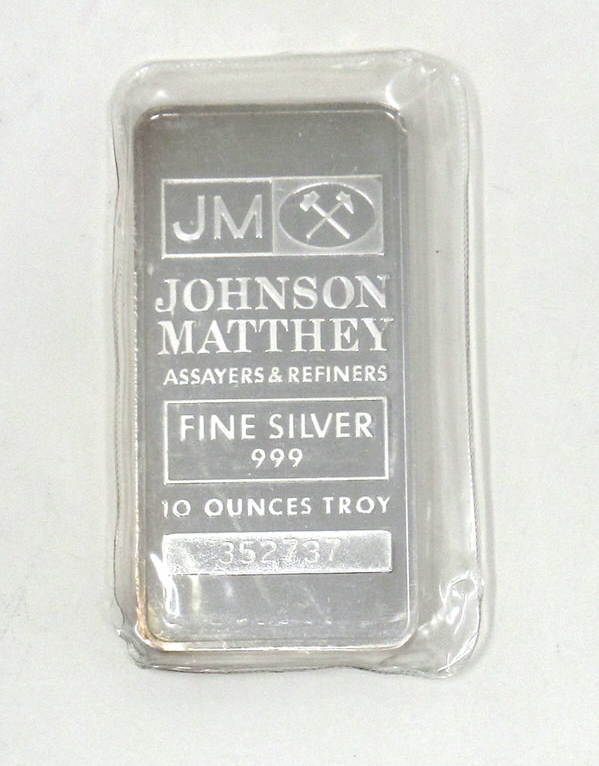 JM
JOHNSON
MATTHEY
ASSAYERS & REFINERS
FINE SILVER
999
10 OUNCES TROY
352737